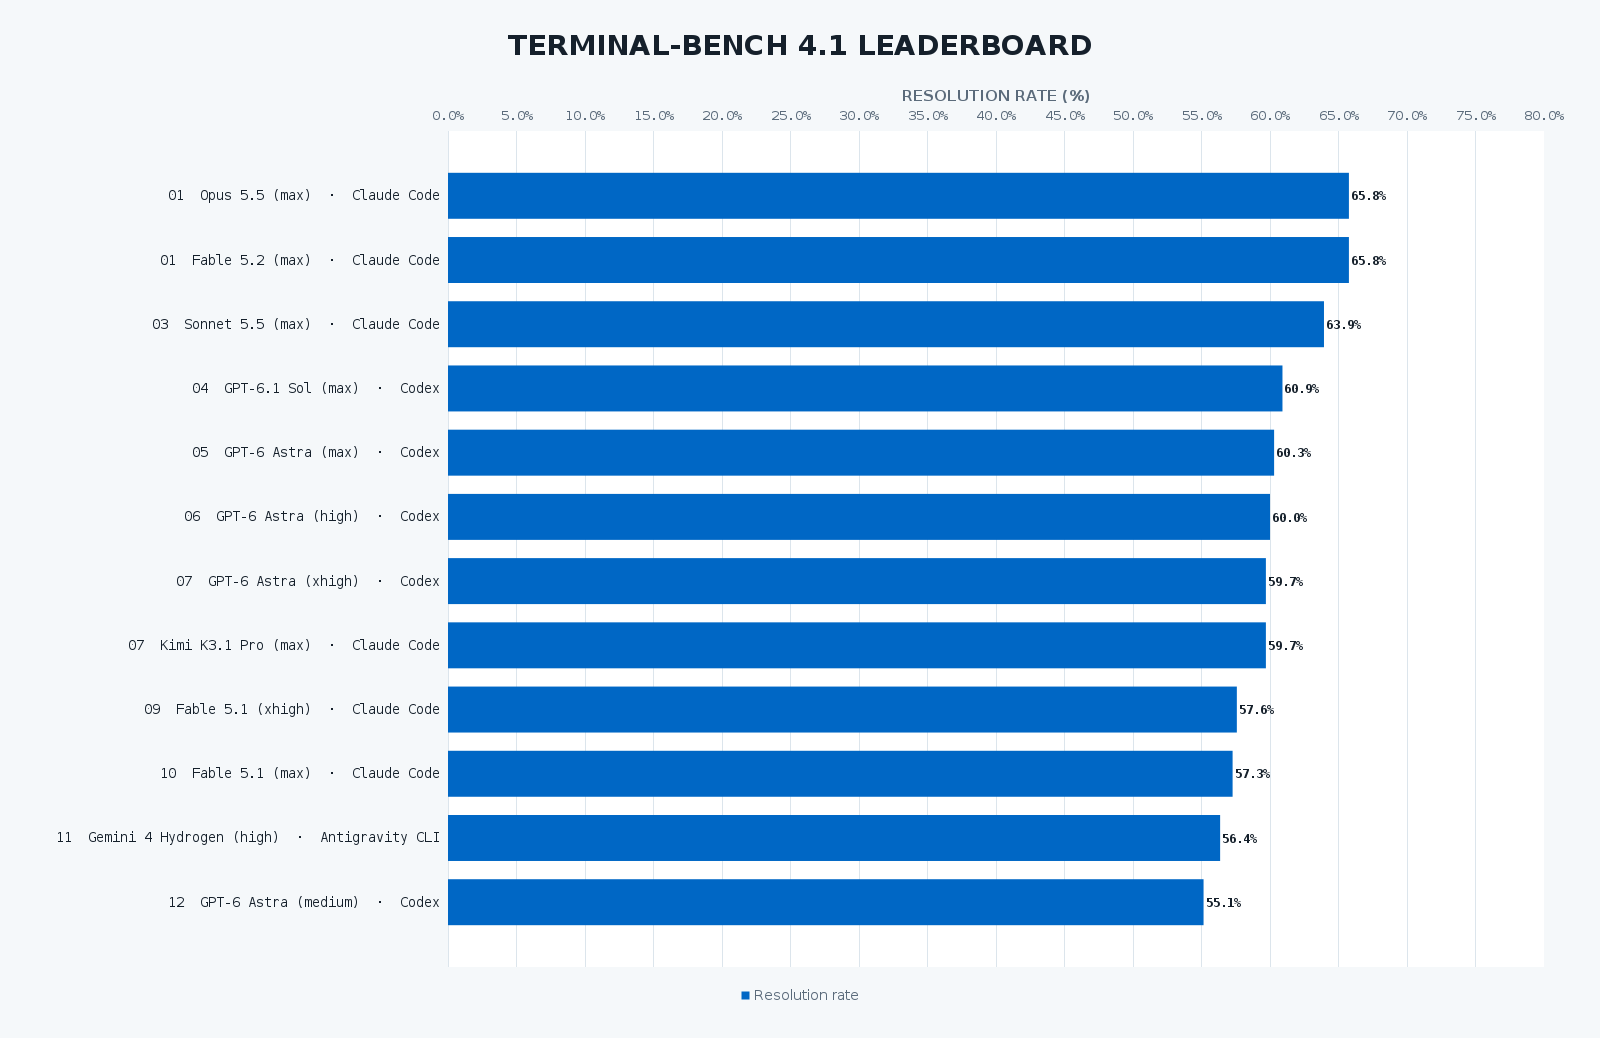 TERMINAL-BENCH 4.1 LEADERBOARD
RESOLUTION RATE (%)
0.0% 5.0% 10.0% 15.0% 20.0% 25.0% 30.0% 35.0% 40.0% 45.0% 50.0% 55.0% 60.0% 65.0% 70.0% 75.0% 80.0%
01 Opus 5.5 (max) · Claude Code 65.8%
01 Fable 5.2 (max) · Claude Code 65.8%
03 Sonnet 5.5 (max) · Claude Code 63.9%
04 GPT-6.1 Sol (max) · Codex 60.9%
05 GPT-6 Astra (max) · Codex 60.3%
06 GPT-6 Astra (high) · Codex 60.0%
07 GPT-6 Astra (xhigh) · Codex 59.7%
07 Kimi K3.1 Pro (max) · Claude Code 59.7%
09 Fable 5.1 (xhigh) · Claude Code 57.6%
10 Fable 5.1 (max) · Claude Code 57.3%
11 Gemini 4 Hydrogen (high) · Antigravity CLI 56.4%
12 GPT-6 Astra (medium) · Codex 55.1%
Resolution rate